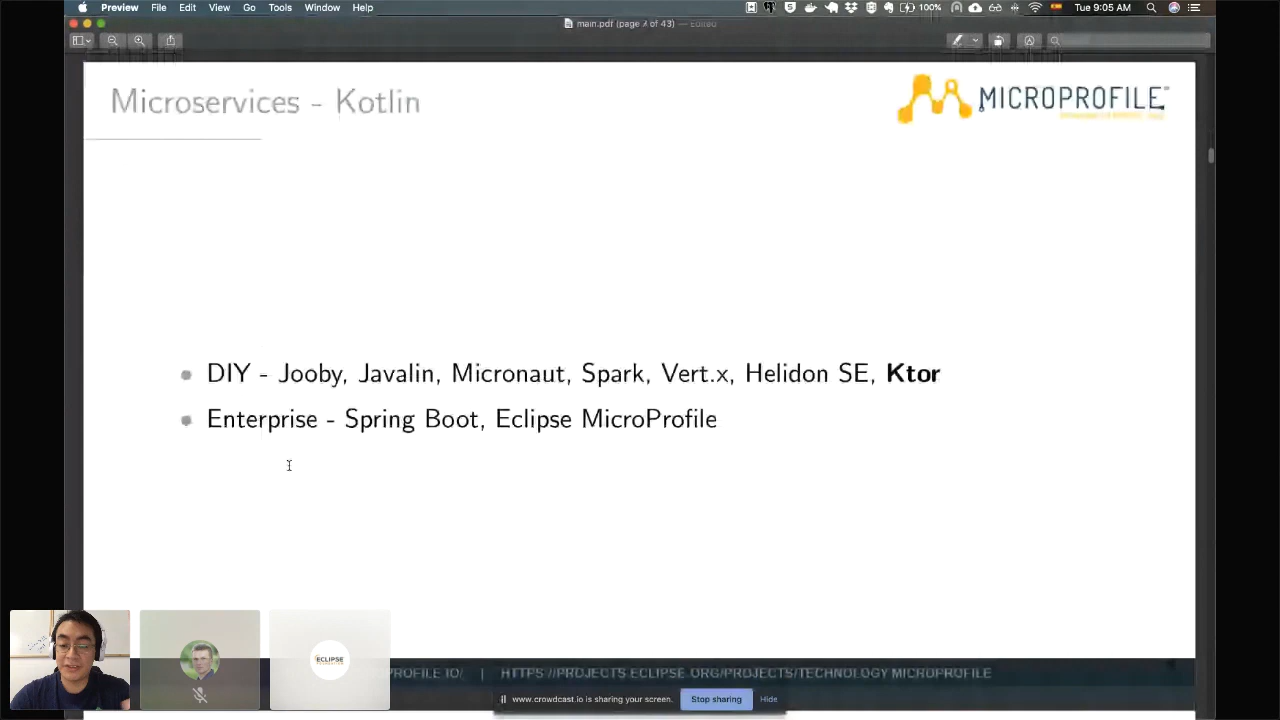 Preview File Edit View Go Tools Window Help 100% Tue 9:05 AM
main.pdf (page 7 of 43) — Edited
Microservices - Kotlin
MICROPROFILE
DIY - Jooby, Javalin, Micronaut, Spark, Vert.x, Helidon SE, Ktor
Enterprise - Spring Boot, Eclipse MicroProfile
ECLIPSE
PROFILE.IO/ | HTTPS://PROJECTS.ECLIPSE.ORG/PROJECTS/TECHNOLOGY.MICROPROFILE
www.crowdcast.io is sharing your screen. Stop sharing Hide